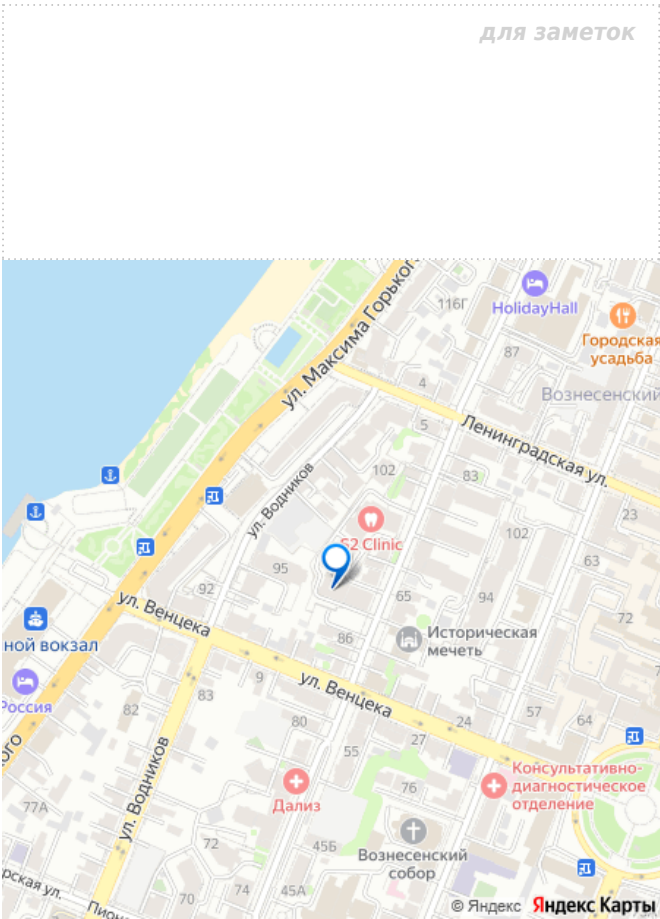 для заметок
116Г
HolidayHall
Городская
усадьба
87
ул. Максима Горького
4
Вознесенский
5
Ленинградская ул.
102
83
23
ул. Водников
S2 Clinic
102
63
95
92
65
94
72
ул. Венцека
86
Историческая
мечеть
ной вокзал
9
ул. Венцека
Россия
83
82
80
24
57
64
27
55
ул. Водников
Дализ
76
Консультативно-
диагностическое
отделение
77А
72
45Б
Вознесенский
собор
рская ул.
70
74
45А
© Яндекс Яндекс Карты